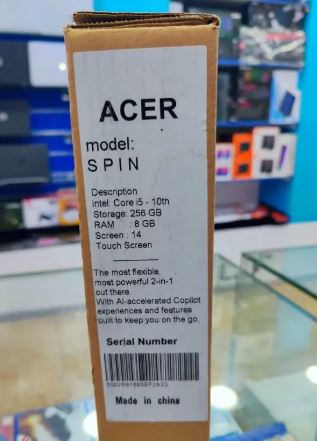 ACER
model:
SPIN
Description
intel: Core i5 - 10th
Storage: 256 GB
RAM : 8 GB
Screen : 14
Touch Screen
The most flexible,
most powerful 2-in-1
out there.
With AI-accelerated Copilot
experiences and features
built to keep you on the go.
Serial Number
Made in china